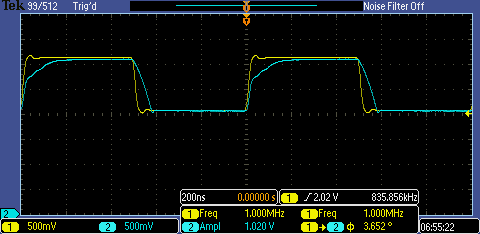 Tek 99/512 Trig'd Noise Filter Off
T
2
200ns 0.00000 s 1 2.02 V 835.856kHz
1 500mV 2 500mV
1 Freq 1.000MHz 1 Freq 1.000MHz
2 Ampl 1.020 V 1 2 ϕ 3.652 °
06:55:22